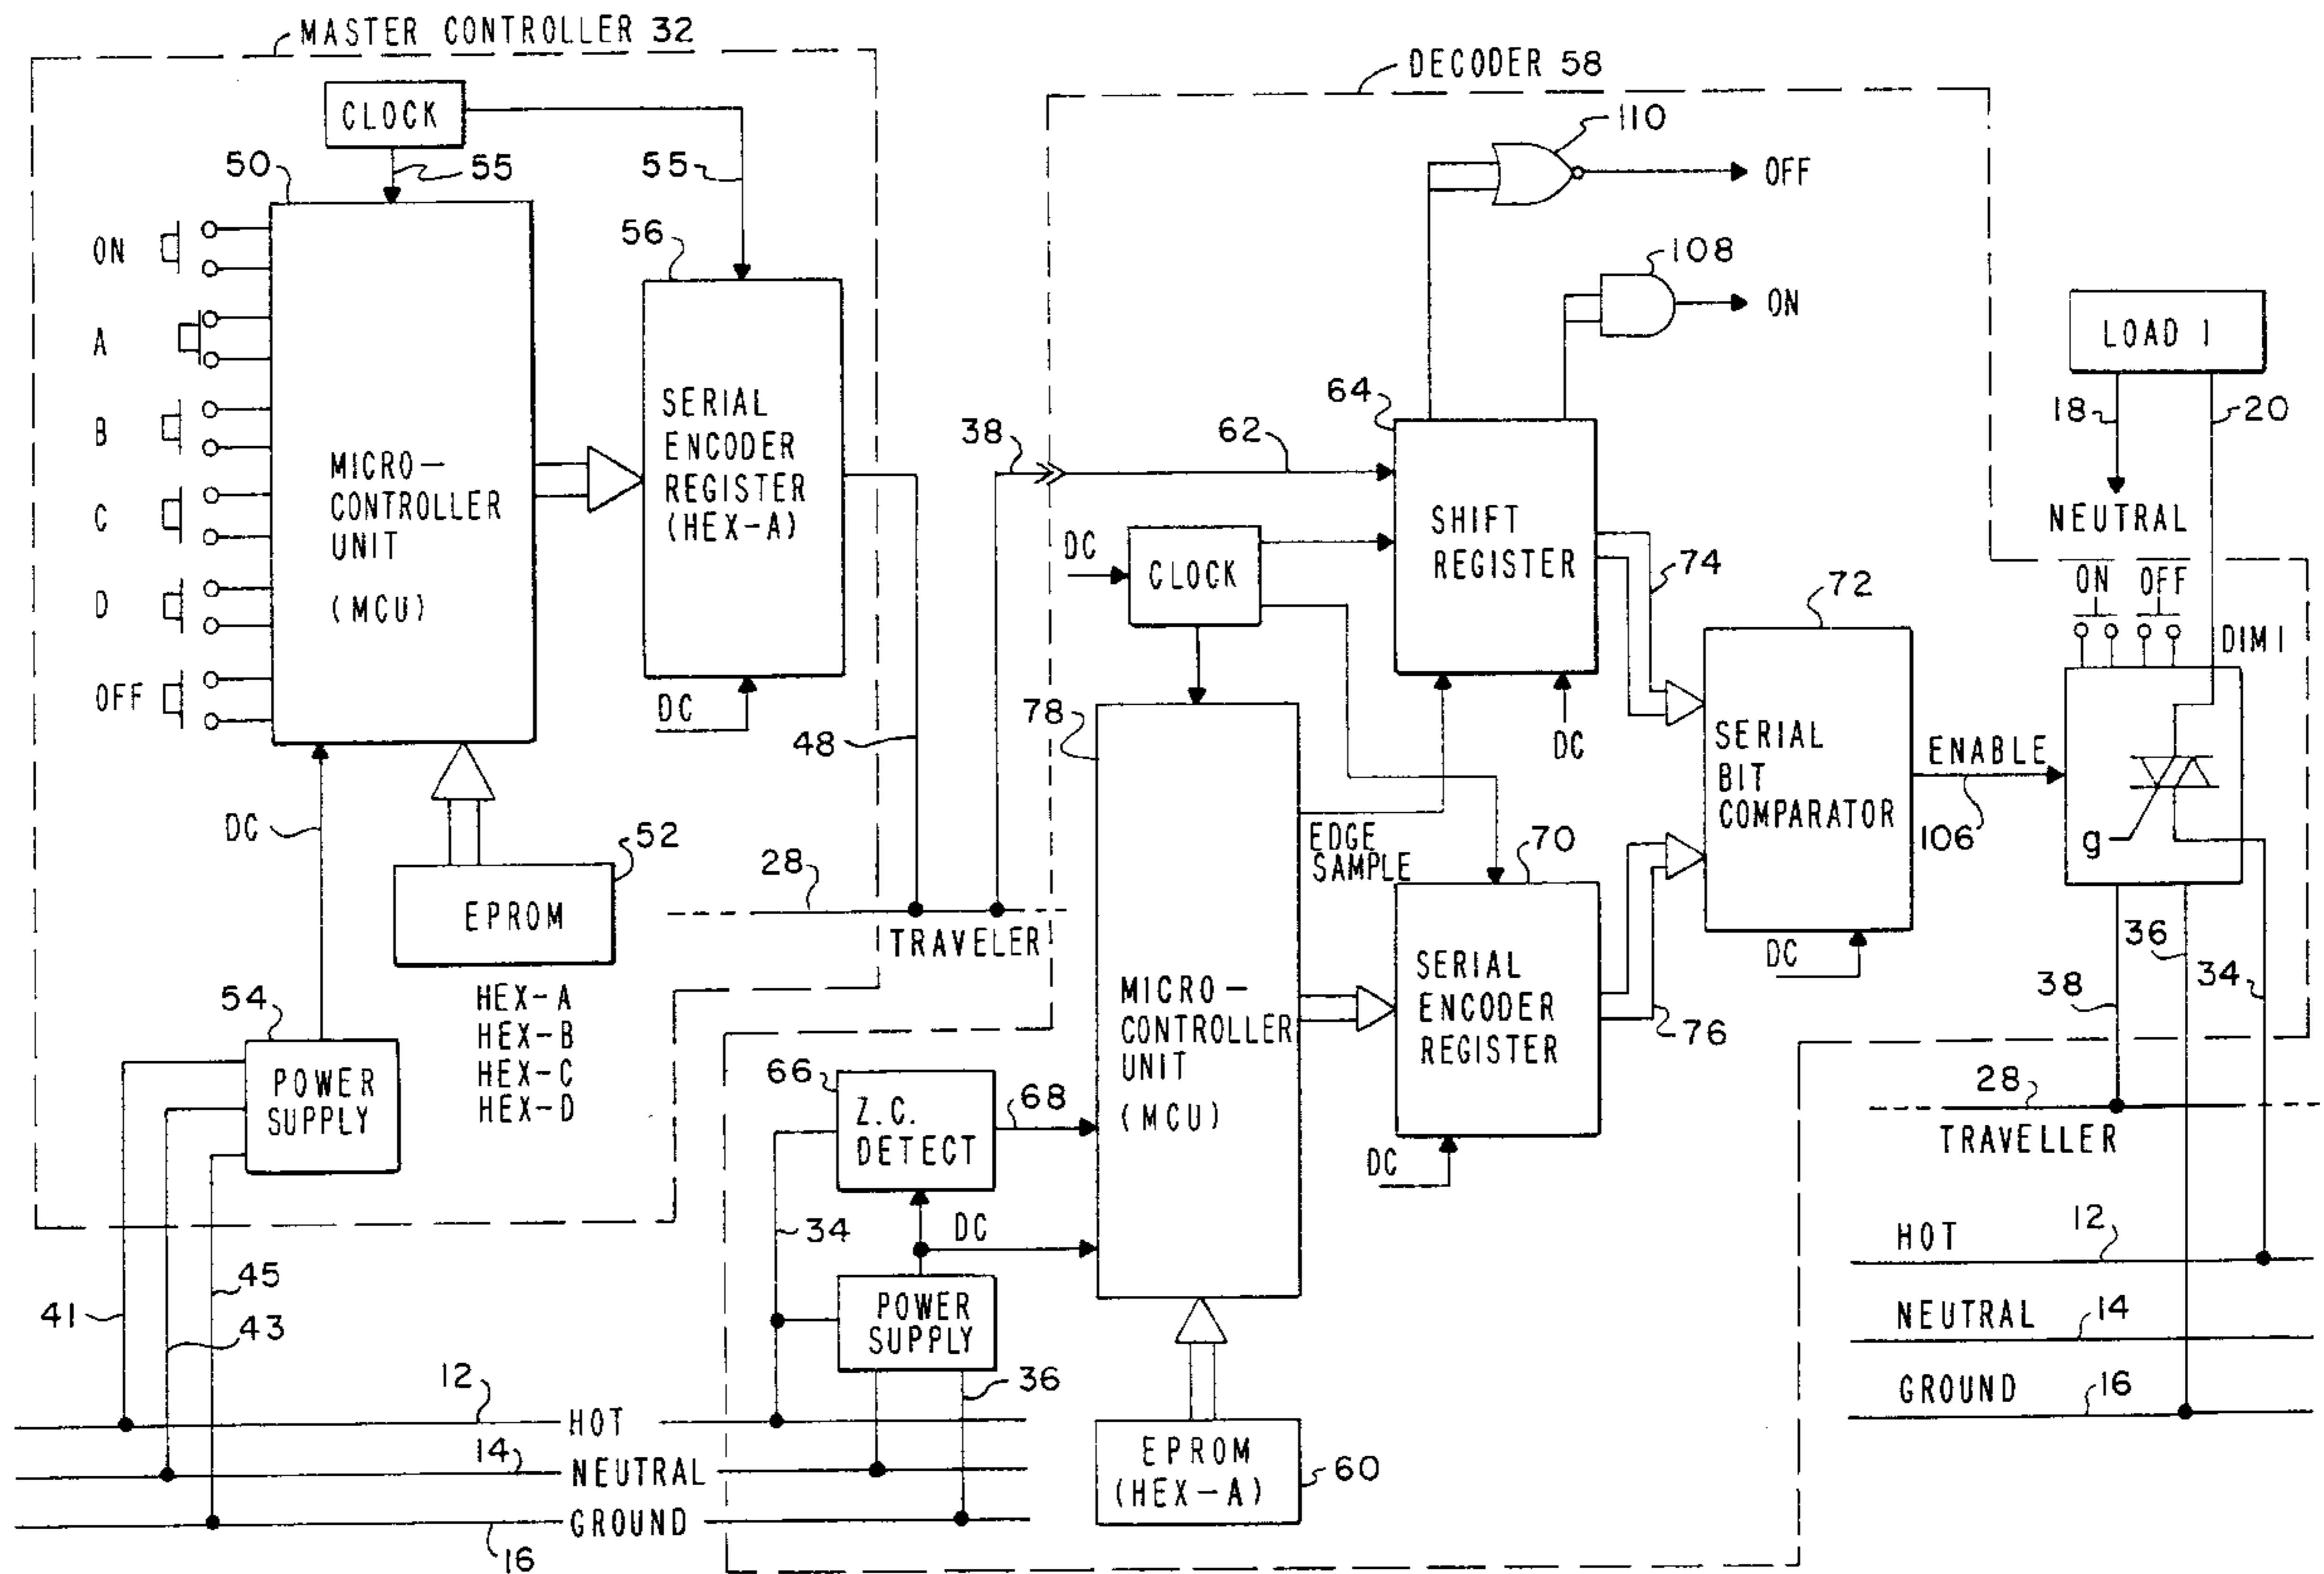 MASTER CONTROLLER 32
CLOCK
55
55
50
ON
A
B
C
D
OFF
MICRO-
CONTROLLER
UNIT
(MCU)
56
SERIAL
ENCODER
REGISTER
(HEX-A)
DC
DC
52
EPROM
HEX-A
HEX-B
HEX-C
HEX-D
54
POWER
SUPPLY
48
28
TRAVELER
41
43
45
12
HOT
14
NEUTRAL
16
GROUND
DECODER 58
110
OFF
108
ON
38
62
64
SHIFT
REGISTER
DC
CLOCK
DC
74
78
MICRO-
CONTROLLER
UNIT
(MCU)
EDGE
SAMPLE
70
SERIAL
ENCODER
REGISTER
DC
76
72
SERIAL
BIT
COMPARATOR
DC
ENABLE
106
66
Z.C.
DETECT
68
34
DC
POWER
SUPPLY
36
EPROM
(HEX-A)
60
LOAD 1
18
20
NEUTRAL
ON
OFF
DIM1
g
38
36
34
28
TRAVELLER
HOT
12
NEUTRAL
14
GROUND
16